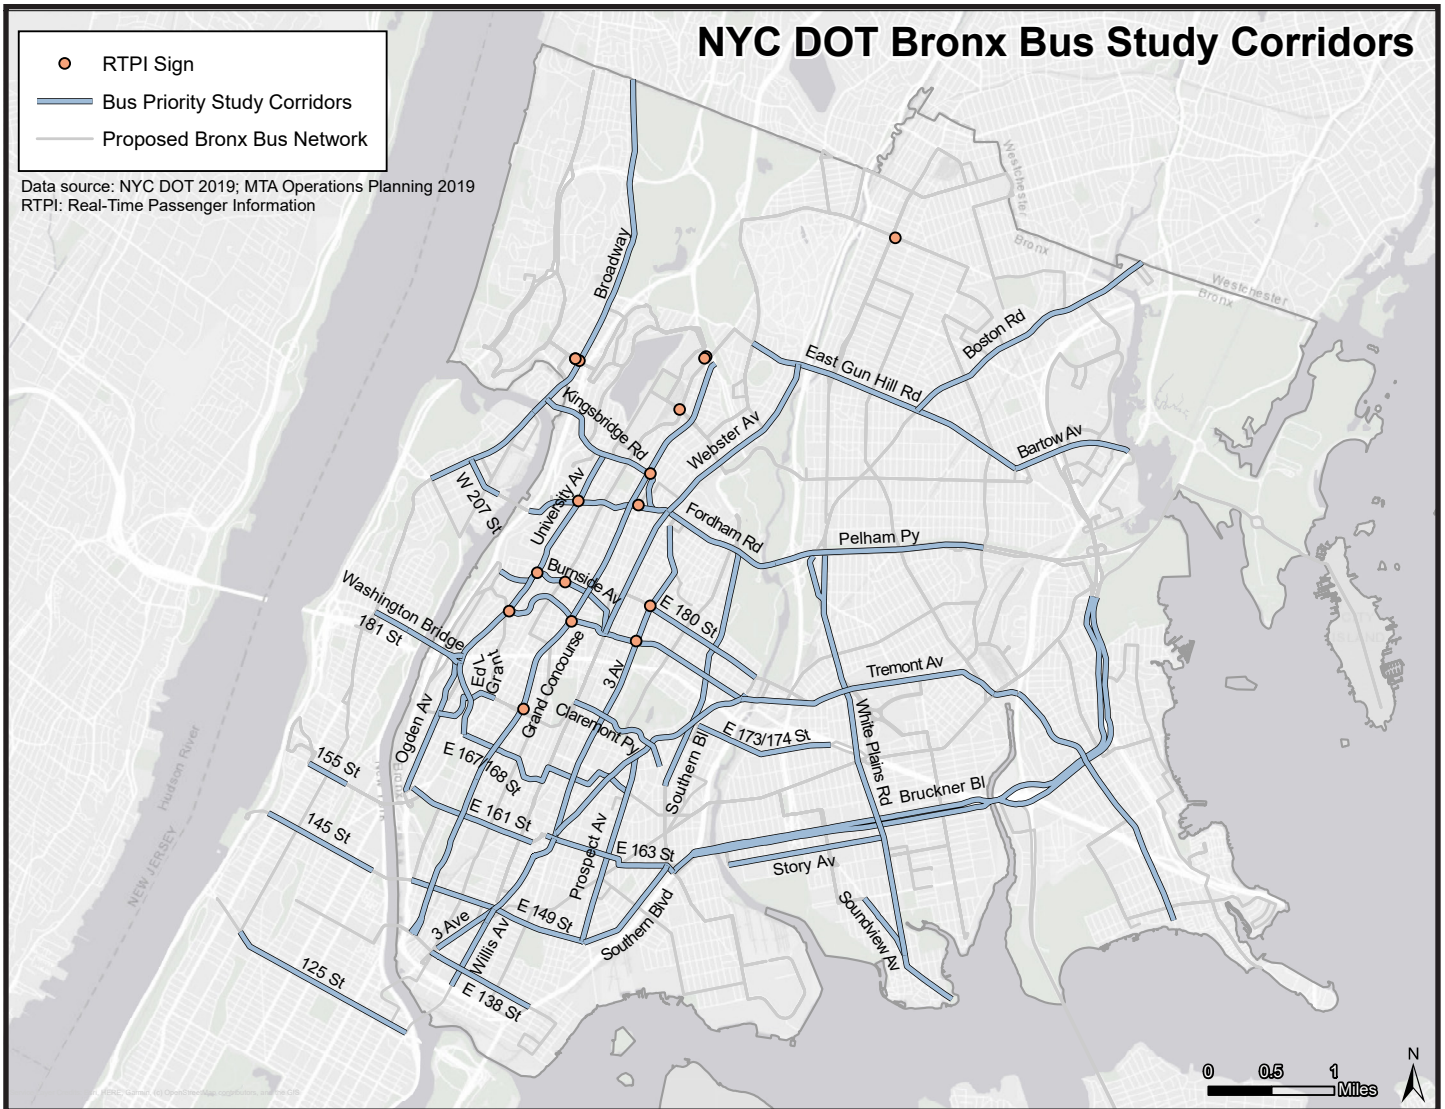 NYC DOT Bronx Bus Study Corridors
RTPI Sign
Bus Priority Study Corridors
Proposed Bronx Bus Network
Data source: NYC DOT 2019; MTA Operations Planning 2019
RTPI: Real-Time Passenger Information
Westchester
Bronx
Westchester
Bronx
Broadway
Boston Rd
East Gun Hill Rd
Kingsbridge Rd
Webster Av
Bartow Av
W 207 St
University Av
Fordham Rd
Pelham Py
Burnside Av
Washington Bridge
181 St
E 180 St
Ed L
Grant
Grand Concourse
3 Av
Tremont Av
Ogden Av
Claremont Py
E 173/174 St
White Plains Rd
155 St
E 167/168 St
Southern Bl
Bruckner Bl
Hudson River
NEW JERSEY
145 St
E 161 St
Prospect Av
E 163 St
Story Av
3 Ave
E 149 St
Willis Av
Southern Blvd
Soundview Av
125 St
E 138 St
0 0.5 1
Miles
N